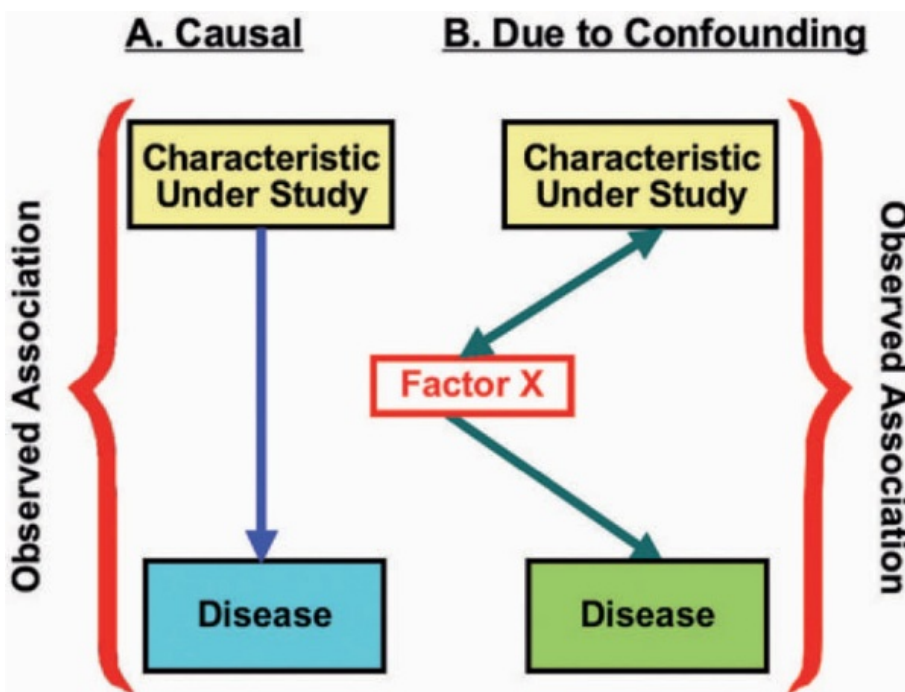 A. Causal
B. Due to Confounding
Observed Association
Characteristic
Under Study
Disease
Characteristic
Under Study
Factor X
Disease
Observed Association